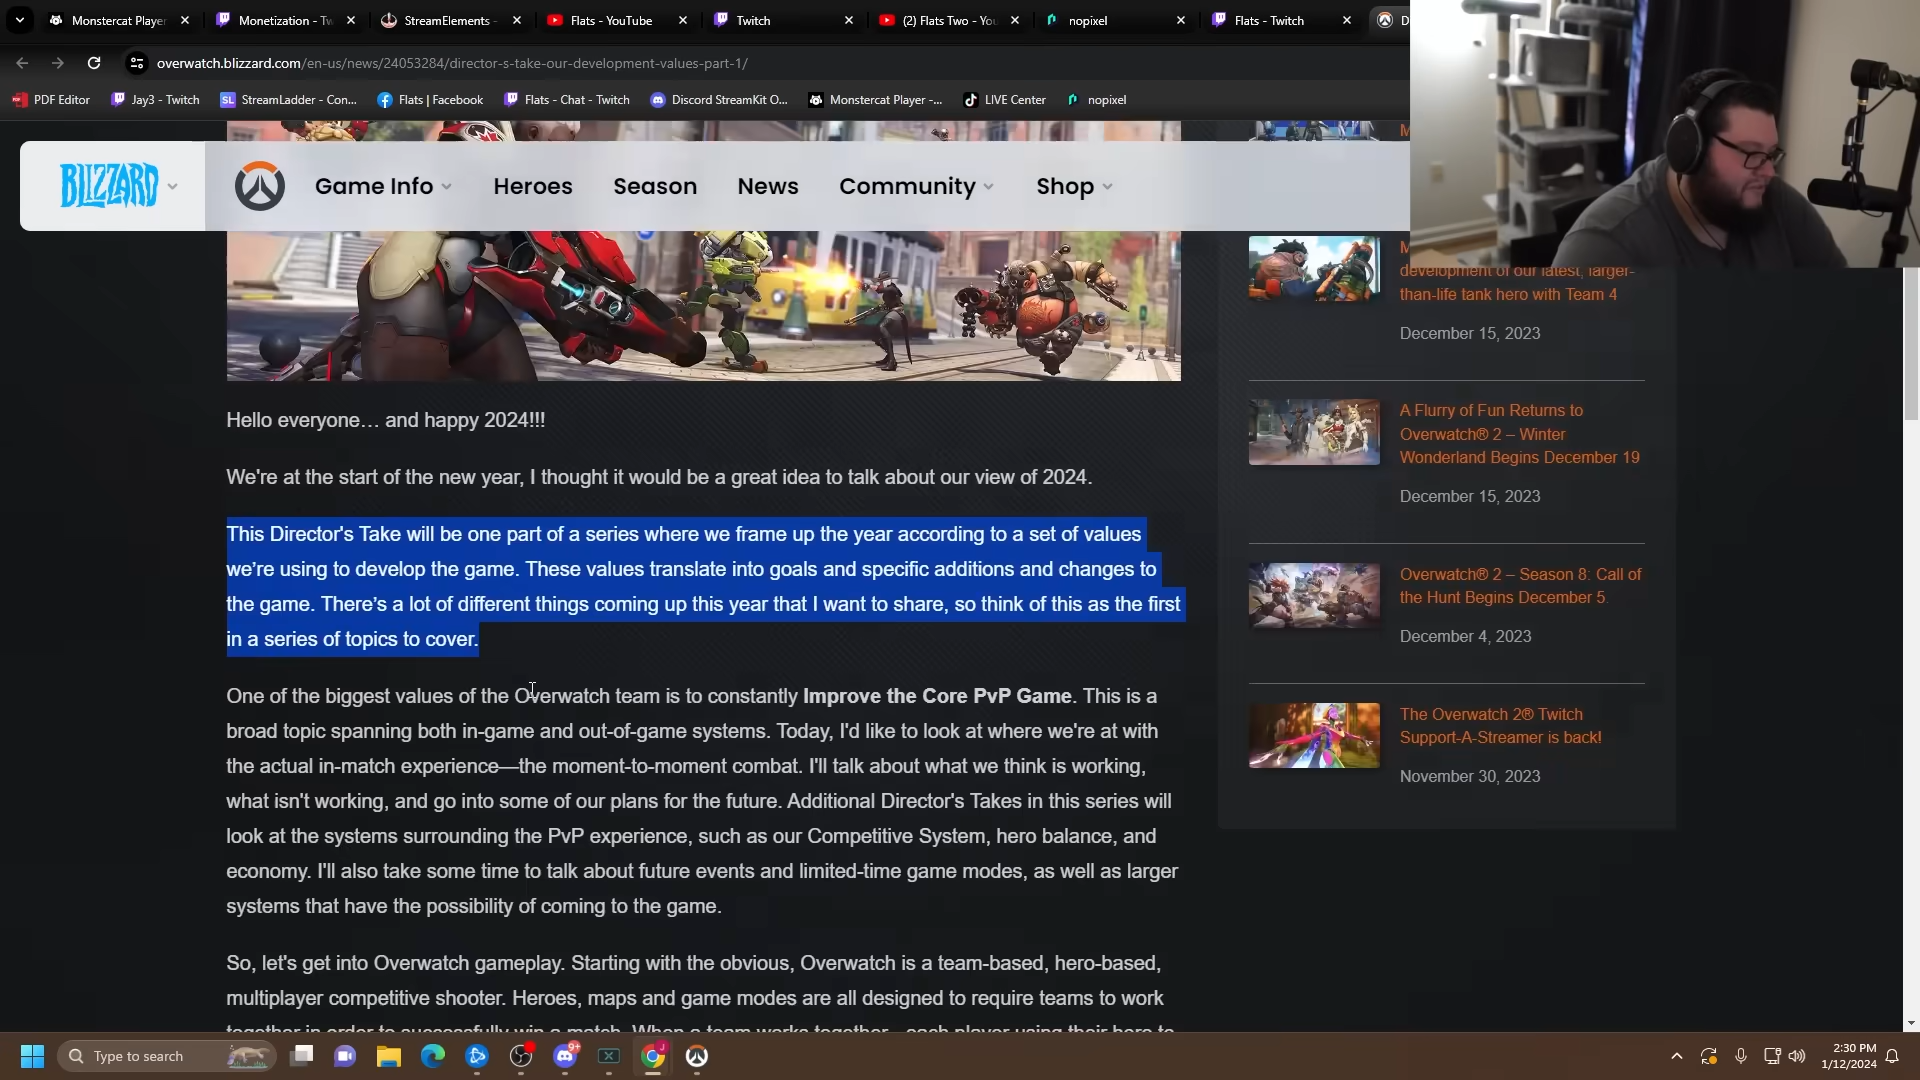 Monstercat Player
Monetization - Tw
StreamElements -
Flats - YouTube
Twitch
(2) Flats Two - You
nopixel
Flats - Twitch
D
overwatch.blizzard.com/en-us/news/24053284/director-s-take-our-development-values-part-1/
PDF Editor
Jay3 - Twitch
SL
StreamLadder - Con...
Flats | Facebook
Flats - Chat - Twitch
Discord StreamKit O...
Monstercat Player -...
LIVE Center
nopixel
BLIZZARD
Game Info
Heroes
Season
News
Community
Shop
Hello everyone… and happy 2024!!!
We're at the start of the new year, I thought it would be a great idea to talk about our view of 2024.
This Director's Take will be one part of a series where we frame up the year according to a set of values
we’re using to develop the game. These values translate into goals and specific additions and changes to
the game. There’s a lot of different things coming up this year that I want to share, so think of this as the first
in a series of topics to cover.
One of the biggest values of the Overwatch team is to constantly Improve the Core PvP Game. This is a
broad topic spanning both in-game and out-of-game systems. Today, I'd like to look at where we're at with
the actual in-match experience—the moment-to-moment combat. I'll talk about what we think is working,
what isn't working, and go into some of our plans for the future. Additional Director's Takes in this series will
look at the systems surrounding the PvP experience, such as our Competitive System, hero balance, and
economy. I'll also take some time to talk about future events and limited-time game modes, as well as larger
systems that have the possibility of coming to the game.
So, let's get into Overwatch gameplay. Starting with the obvious, Overwatch is a team-based, hero-based,
multiplayer competitive shooter. Heroes, maps and game modes are all designed to require teams to work
together in order to successfully win a match. When a team works together—each player using their hero to
M
M
development of our latest, larger-
than-life tank hero with Team 4
December 15, 2023
A Flurry of Fun Returns to
Overwatch® 2 – Winter
Wonderland Begins December 19
December 15, 2023
Overwatch® 2 – Season 8: Call of
the Hunt Begins December 5
December 4, 2023
The Overwatch 2® Twitch
Support-A-Streamer is back!
November 30, 2023
Type to search
9+
J
2:30 PM
1/12/2024